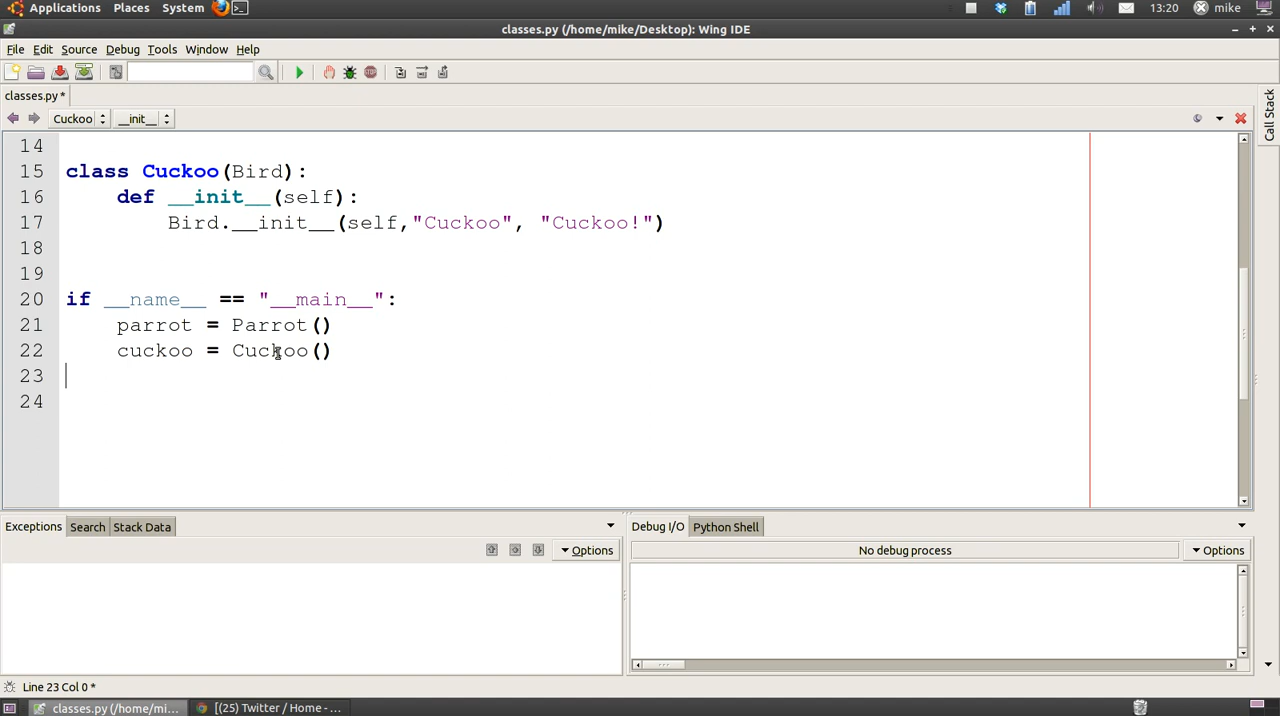 Applications Places System 13:20 mike
classes.py (/home/mike/Desktop): Wing IDE
File Edit Source Debug Tools Window Help
classes.py *
Cuckoo __init__
Call Stack
14
15 class Cuckoo(Bird):
16 def __init__(self):
17 Bird.__init__(self,"Cuckoo", "Cuckoo!")
18
19
20 if __name__ == "__main__":
21 parrot = Parrot()
22 cuckoo = Cuckoo()
23
24
Exceptions Search Stack Data Debug I/O Python Shell
Options No debug process Options
Line 23 Col 0 *
classes.py (/home/mi... [(25) Twitter / Home - ...